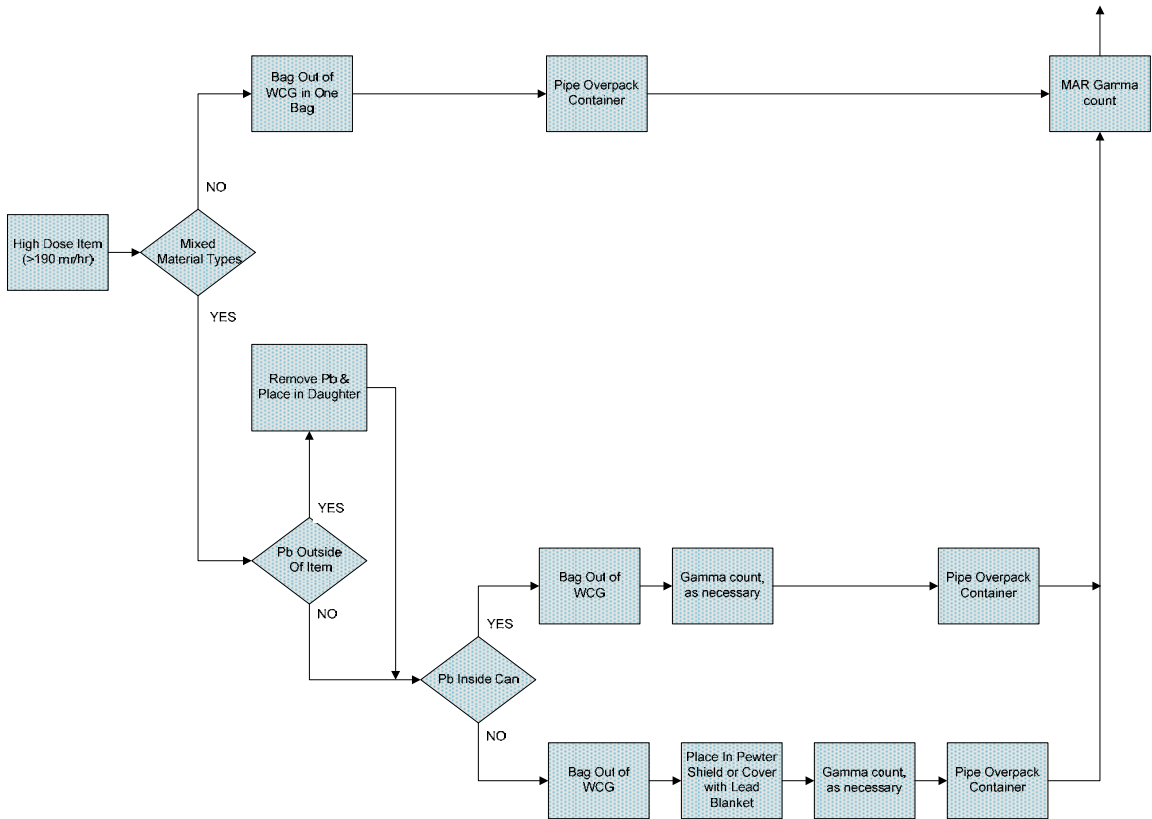 Bag Out of
WCG in One
Bag
Pipe Overpack
Container
MAR Gamma
count
NO
High Dose Item
(>190 mr/hr)
Mixed
Material Types
YES
Remove Pb &
Place in Daughter
YES
Pb Outside
Of Item
NO
Bag Out of
WCG
Gamma count,
as necessary
Pipe Overpack
Container
YES
Pb Inside Can
NO
Bag Out of
WCG
Place In Pewter
Shield or Cover
with Lead
Blanket
Gamma count,
as necessary
Pipe Overpack
Container